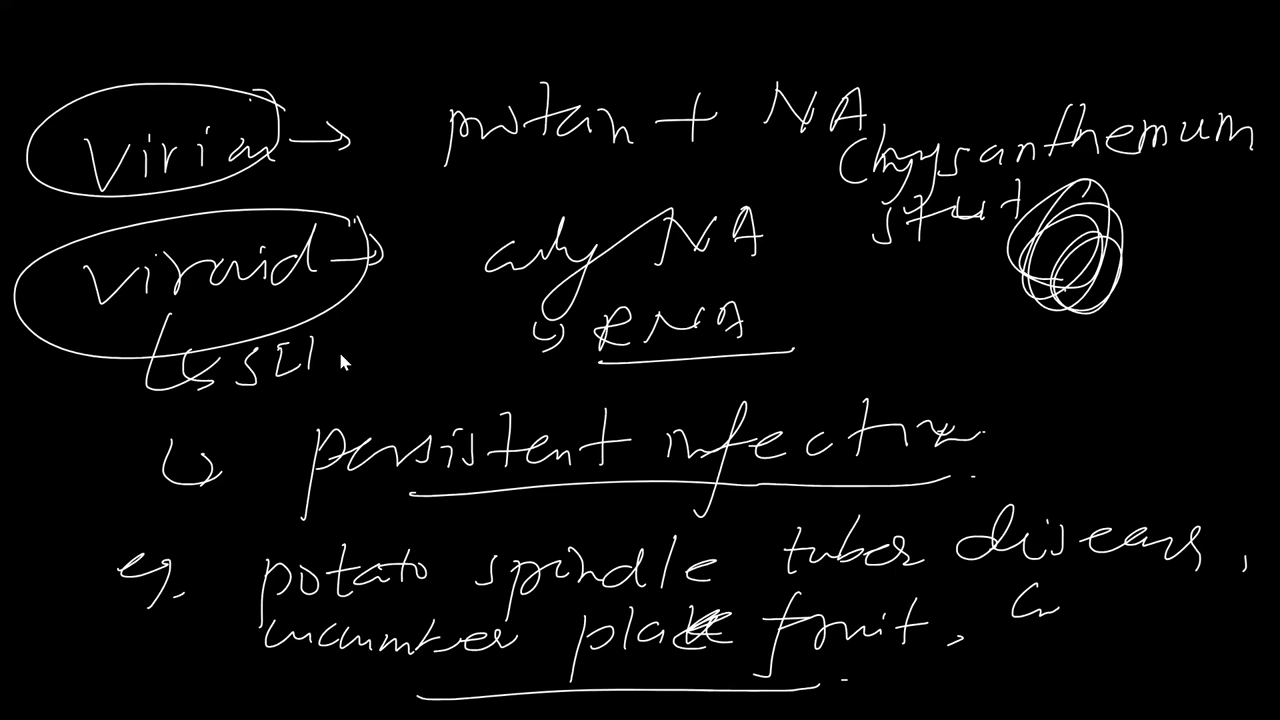 Virion → protein + NA
Chrysanthemum
stunt
Viroid → only NA
↳ RNA
persistent infection.
eg. potato spindle tuber disease,
cucumber pale fruit, C